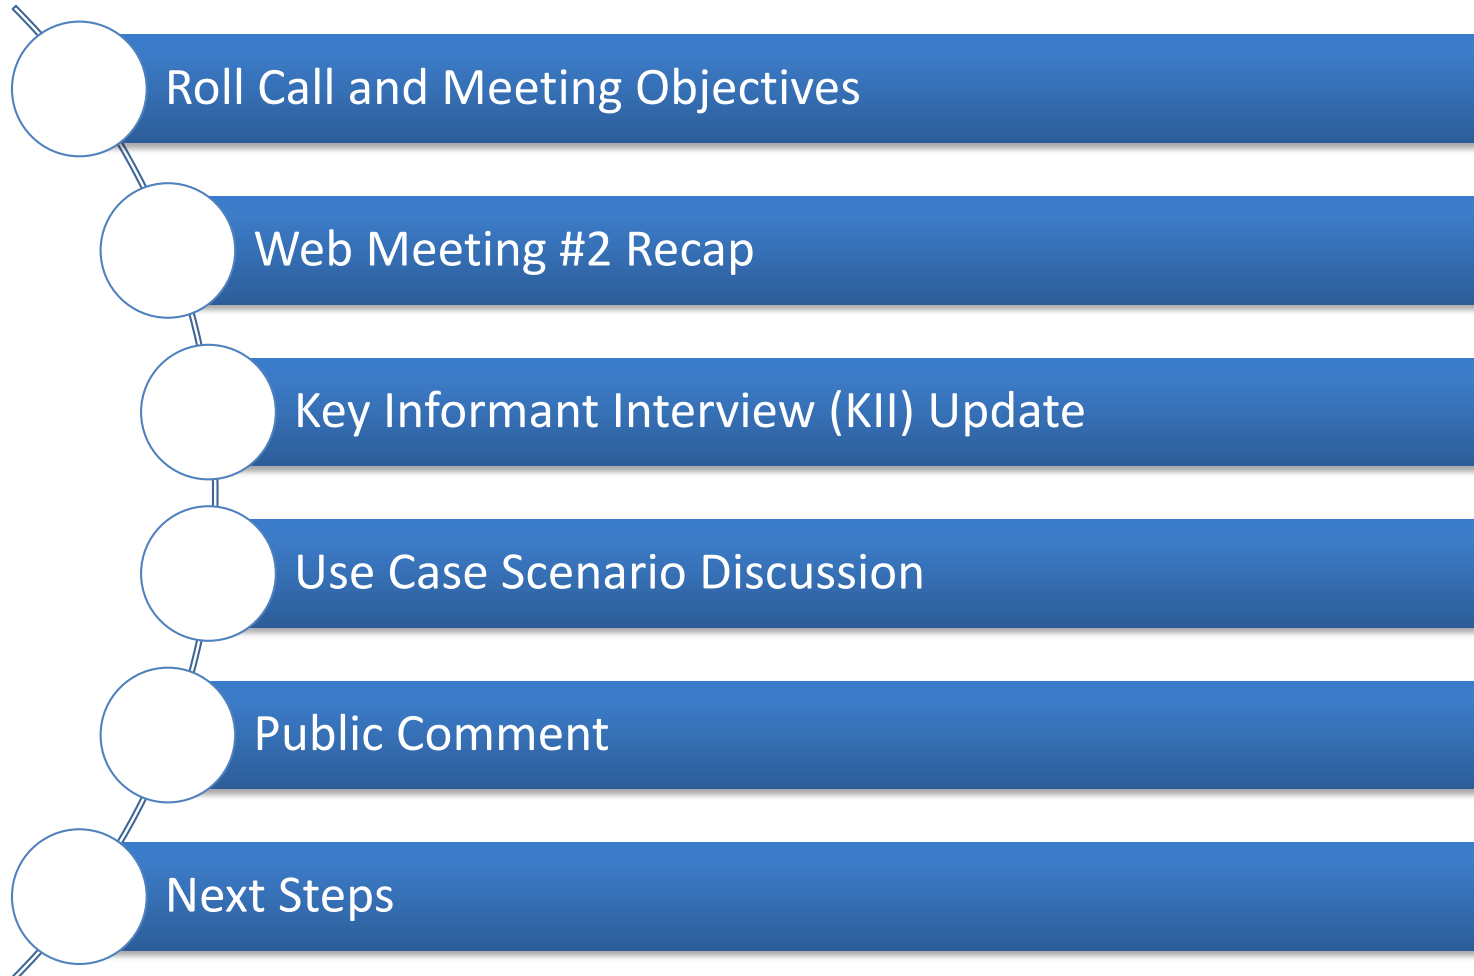 Roll Call and Meeting Objectives
Web Meeting #2 Recap
Key Informant Interview (KII) Update
Use Case Scenario Discussion
Public Comment
Next Steps